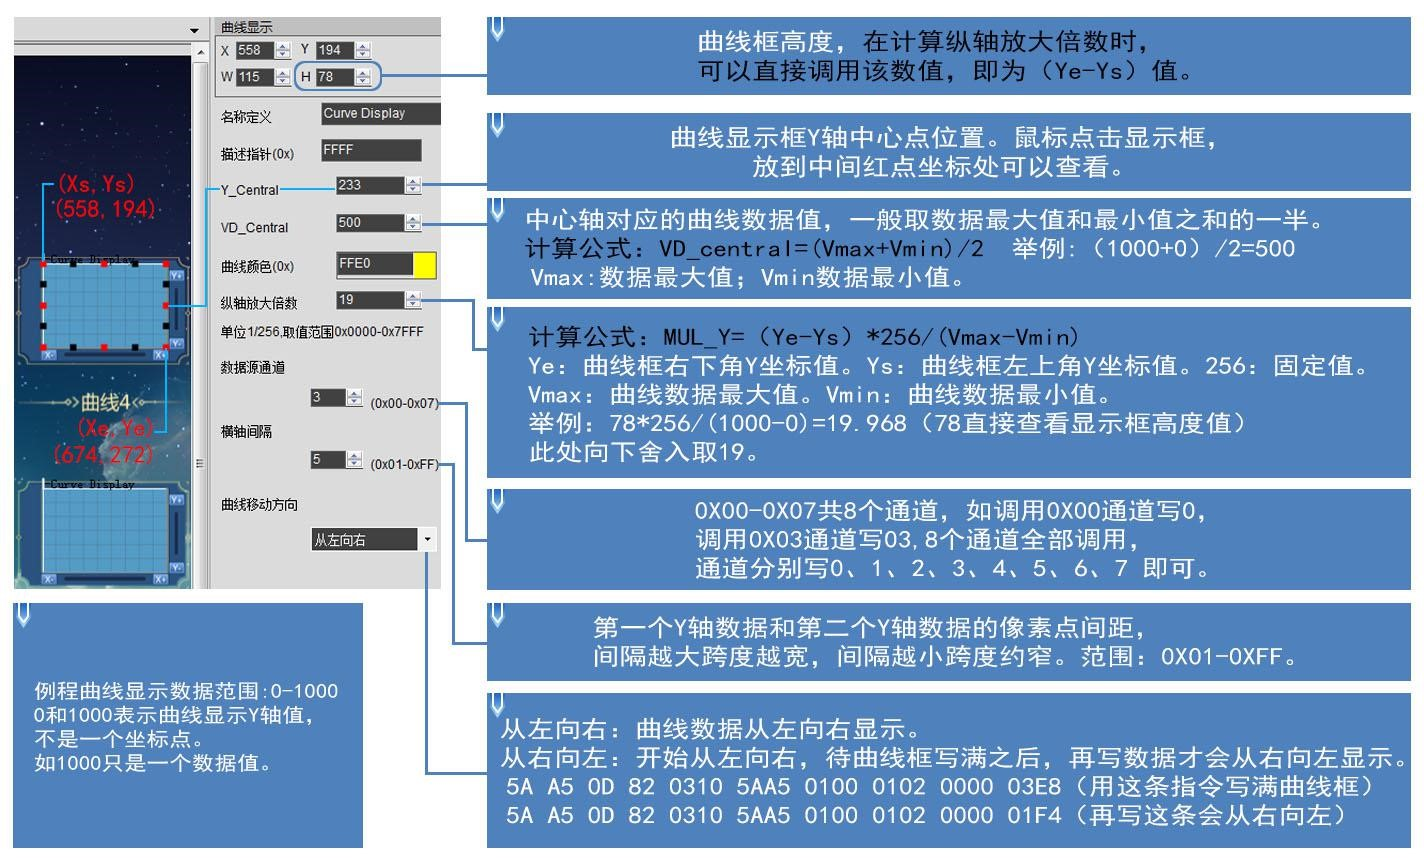 曲线显示
X 558 Y 194
W 115 H 78
名称定义 Curve Display
描述指针(0x) FFFF
Y_Central 233
VD_Central 500
曲线颜色(0x) FFE0
纵轴放大倍数 19
单位1/256,取值范围0x0000-0x7FFF
数据源通道
3 (0x00-0x07)
横轴间隔
5 (0x01-0xFF)
曲线移动方向
从左向右
(Xs,Ys)
(558,194)
Curve Display
Y+
Y-
X- X+
曲线4
(Xe,Ye)
(674,272)
Curve Display
Y+
Y-
X- X+
曲线框高度，在计算纵轴放大倍数时，
可以直接调用该数值，即为（Ye-Ys）值。
曲线显示框Y轴中心点位置。鼠标点击显示框，
放到中间红点坐标处可以查看。
中心轴对应的曲线数据值，一般取数据最大值和最小值之和的一半。
计算公式：VD_central=(Vmax+Vmin)/2 举例:（1000+0）/2=500
Vmax:数据最大值；Vmin数据最小值。
计算公式：MUL_Y=（Ye-Ys）*256/(Vmax-Vmin)
Ye：曲线框右下角Y坐标值。Ys：曲线框左上角Y坐标值。256：固定值。
Vmax：曲线数据最大值。Vmin：曲线数据最小值。
举例：78*256/(1000-0)=19.968（78直接查看显示框高度值）
此处向下舍入取19。
0X00-0X07共8个通道，如调用0X00通道写0，
调用0X03通道写03,8个通道全部调用，
通道分别写0、1、2、3、4、5、6、7 即可。
第一个Y轴数据和第二个Y轴数据的像素点间距，
间隔越大跨度越宽，间隔越小跨度约窄。范围：0X01-0XFF。
从左向右：曲线数据从左向右显示。
从右向左：开始从左向右，待曲线框写满之后，再写数据才会从右向左显示。
5A A5 0D 82 0310 5AA5 0100 0102 0000 03E8（用这条指令写满曲线框）
5A A5 0D 82 0310 5AA5 0100 0102 0000 01F4（再写这条会从右向左）
例程曲线显示数据范围:0-1000
0和1000表示曲线显示Y轴值，
不是一个坐标点。
如1000只是一个数据值。